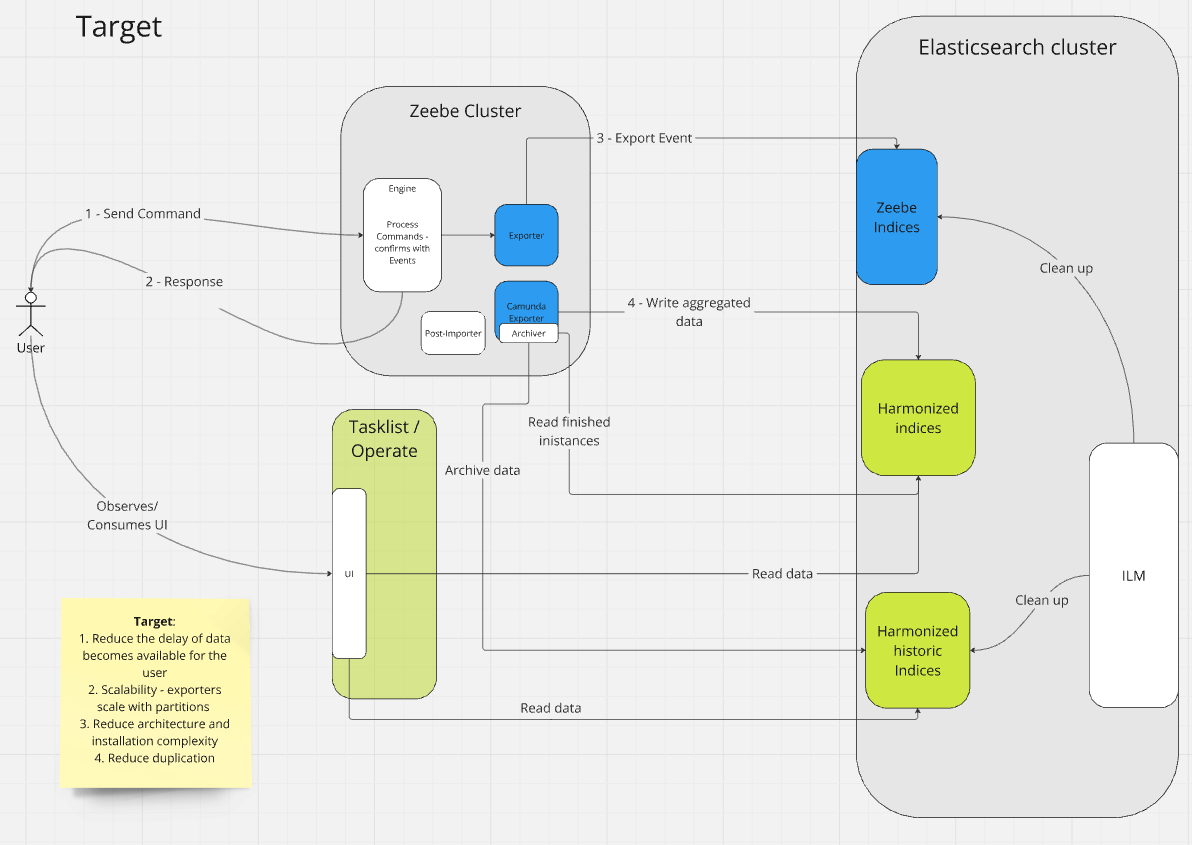 Target
Elasticsearch cluster
Zeebe Cluster
3 - Export Event
Engine
Process
Commands -
confirms with
Events
Exporter
Zeebe
Indices
1 - Send Command
2 - Response
Clean up
User
Camunda
Exporter
Archiver
Post-Importer
4 - Write aggregated
data
Harmonized
indices
Tasklist /
Operate
Read finished
inistances
Archive data
Observes/
Consumes UI
UI
Read data
ILM
Clean up
Harmonized
historic
Indices
Read data
Target:
1. Reduce the delay of data
becomes available for the
user
2. Scalability - exporters
scale with partitions
3. Reduce architecture and
installation complexity
4. Reduce duplication